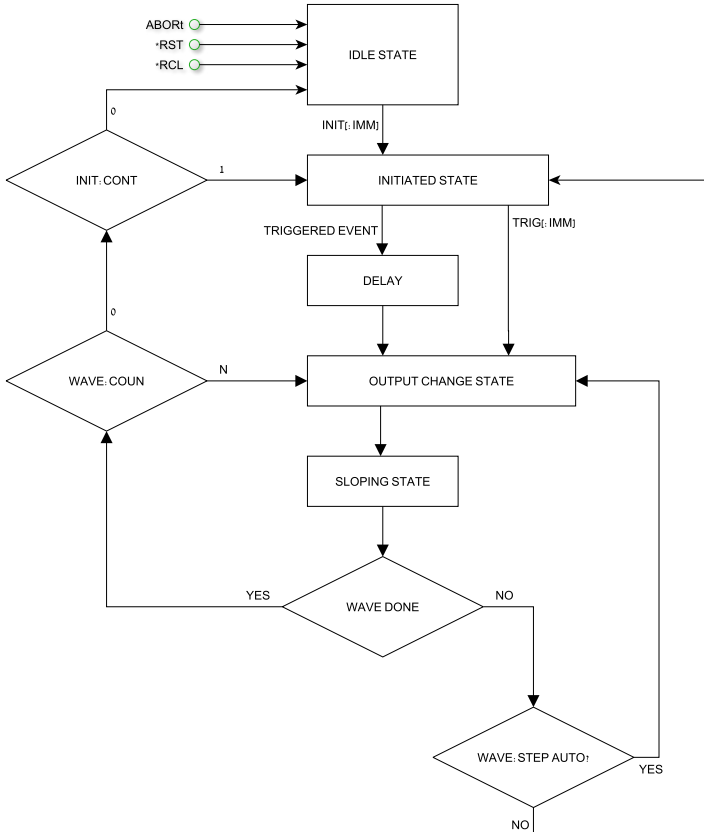 ABORt
IDLE STATE
*RST
*RCL
0
INIT[: IMM]
INIT: CONT
1
INITIATED STATE
TRIGGERED EVENT
TRIG[: IMM]
DELAY
0
WAVE: COUN
N
OUTPUT CHANGE STATE
SLOPING STATE
YES
WAVE DONE
NO
WAVE: STEP AUTO?
YES
NO